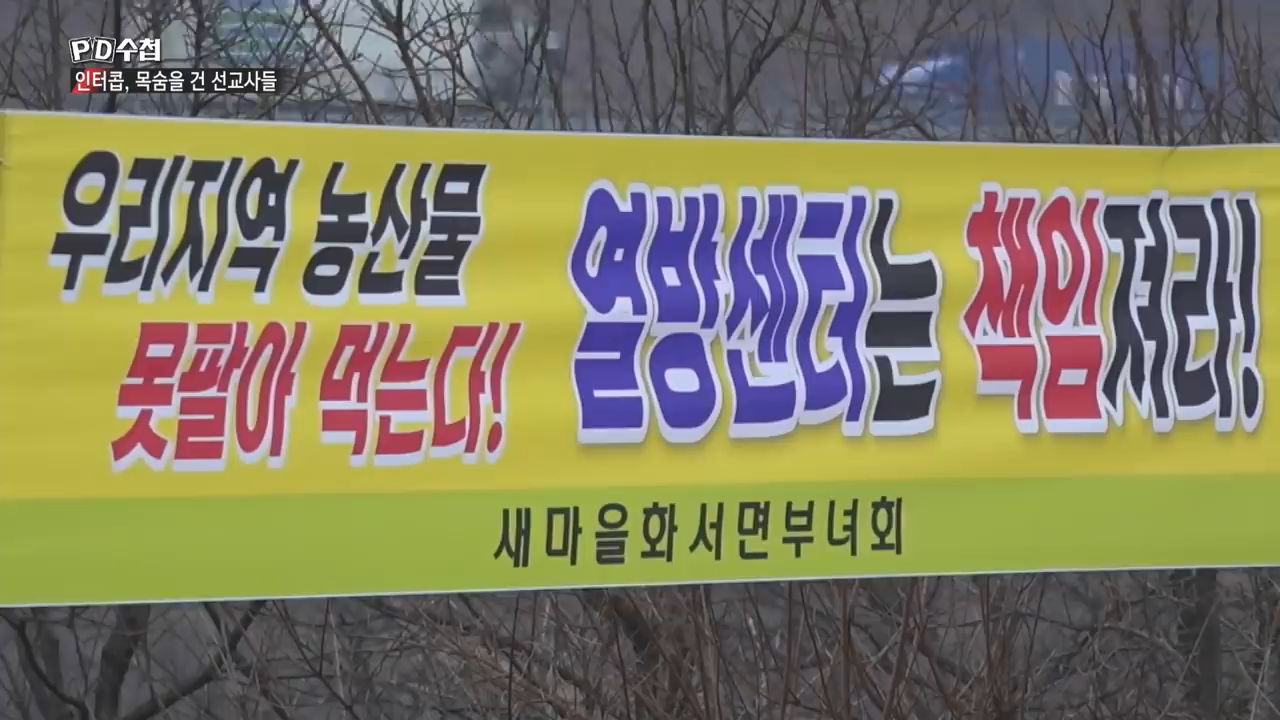 PD수첩
인터콥, 목숨을 건 선교사들
우리지역 농산물
못팔아 먹는다!
열방센터는 책임져라!
새마을화서면부녀회